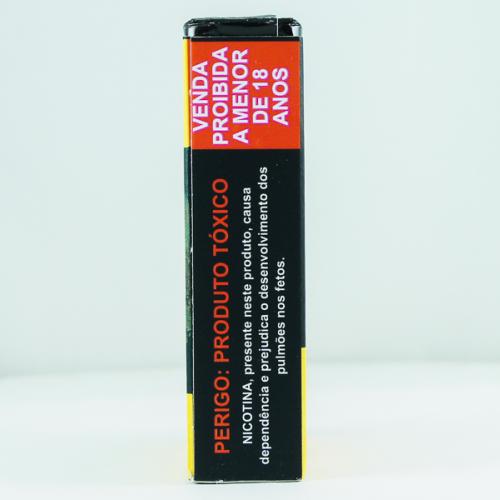 VENDA
PROIBIDA
A MENOR
DE 18
ANOS
PERIGO: PRODUTO TÓXICO
NICOTINA, presente neste produto, causa
dependência e prejudica o desenvolvimento dos
pulmões nos fetos.